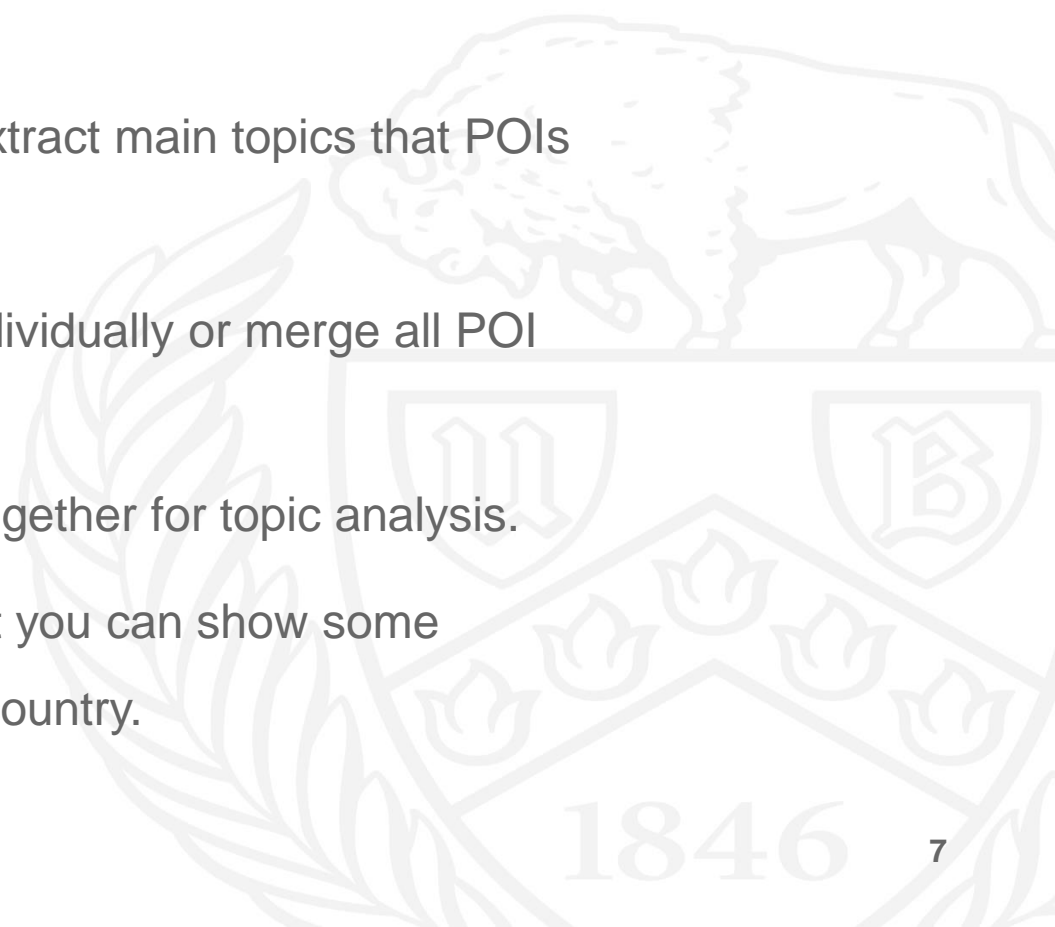 xtract main topics that POIs
dividually or merge all POI
gether for topic analysis.
t you can show some
ountry.
U B
1846
7